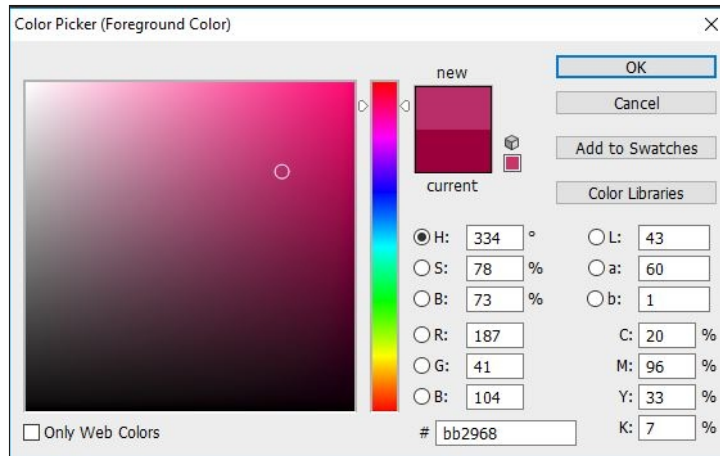 Color Picker (Foreground Color)
new
current
OK
Cancel
Add to Swatches
Color Libraries
H: 334 °
S: 78 %
B: 73 %
R: 187
G: 41
B: 104
# bb2968
L: 43
a: 60
b: 1
C: 20 %
M: 96 %
Y: 33 %
K: 7 %
Only Web Colors